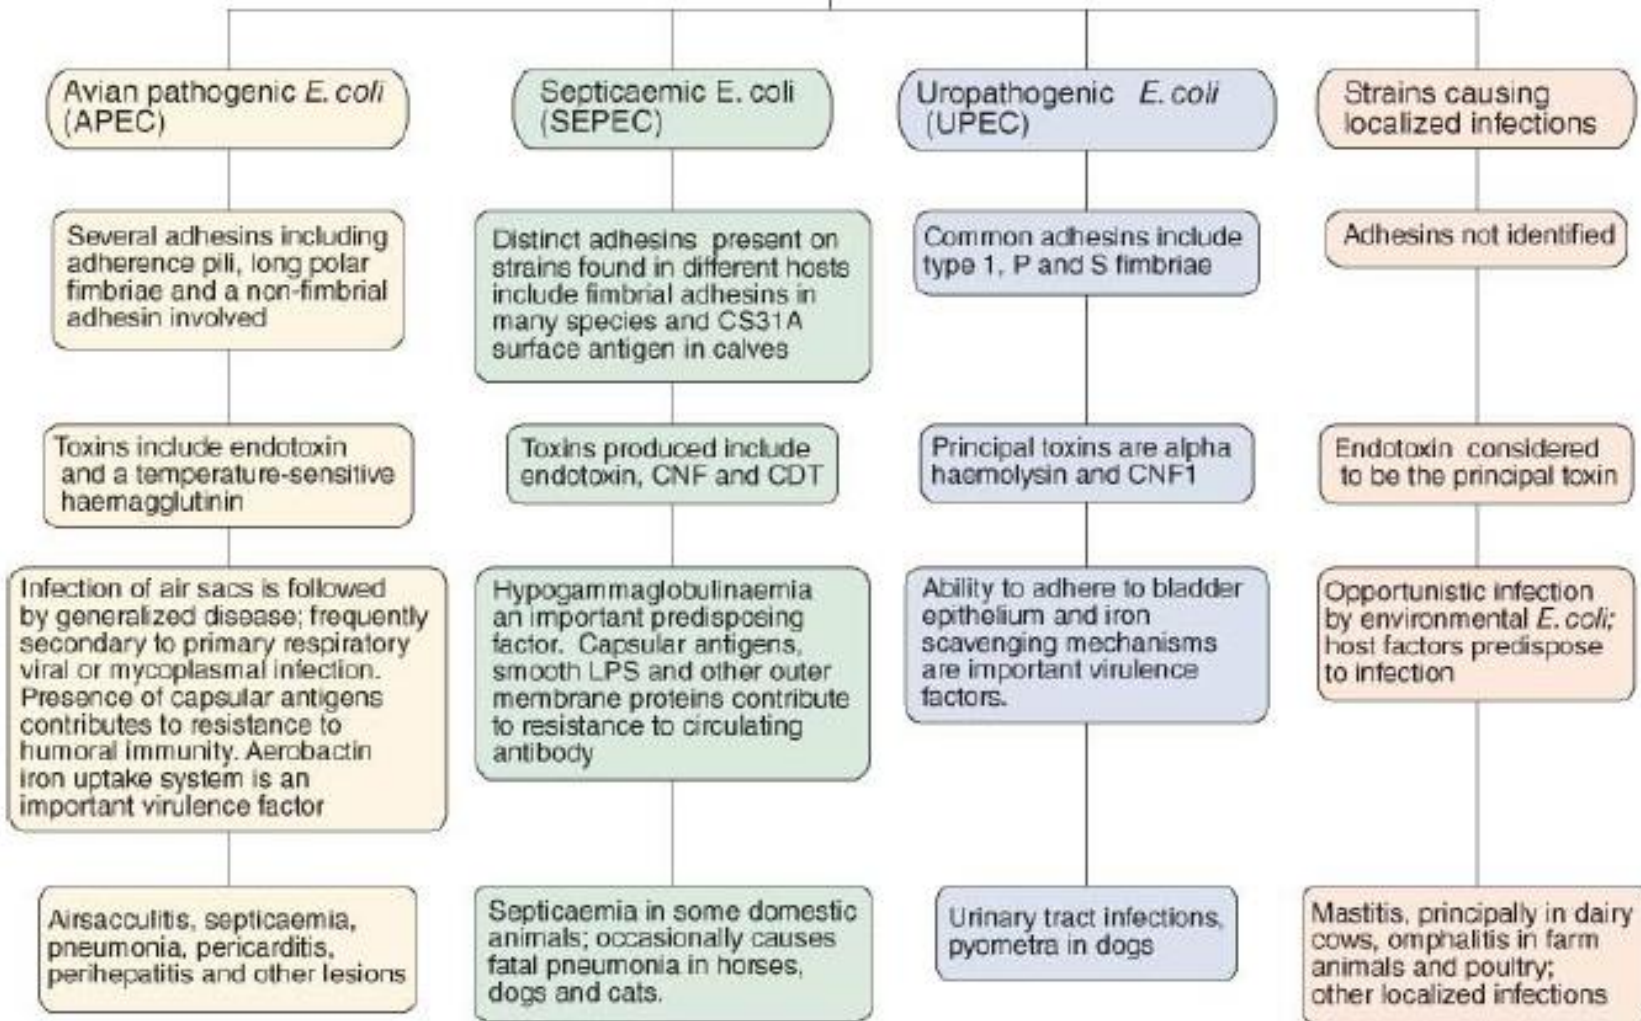 Avian pathogenic E. coli
(APEC)
Septicaemic E. coli
(SEPEC)
Uropathogenic E. coli
(UPEC)
Strains causing
localized infections
Several adhesins including
adherence pili, long polar
fimbriae and a non-fimbrial
adhesin involved
Distinct adhesins present on
strains found in different hosts
include fimbrial adhesins in
many species and CS31A
surface antigen in calves
Common adhesins include
type 1, P and S fimbriae
Adhesins not identified
Toxins include endotoxin
and a temperature-sensitive
haemagglutinin
Toxins produced include
endotoxin, CNF and CDT
Principal toxins are alpha
haemolysin and CNF1
Endotoxin considered
to be the principal toxin
Infection of air sacs is followed
by generalized disease; frequently
secondary to primary respiratory
viral or mycoplasmal infection.
Presence of capsular antigens
contributes to resistance to
humoral immunity. Aerobactin
iron uptake system is an
important virulence factor
Hypogammaglobulinaemia
an important predisposing
factor. Capsular antigens,
smooth LPS and other outer
membrane proteins contribute
to resistance to circulating
antibody
Ability to adhere to bladder
epithelium and iron
scavenging mechanisms
are important virulence
factors.
Opportunistic infection
by environmental E. coli;
host factors predispose
to infection
Airsacculitis, septicaemia,
pneumonia, pericarditis,
perihepatitis and other lesions
Septicaemia in some domestic
animals; occasionally causes
fatal pneumonia in horses,
dogs and cats.
Urinary tract infections,
pyometra in dogs
Mastitis, principally in dairy
cows, omphalitis in farm
animals and poultry;
other localized infections